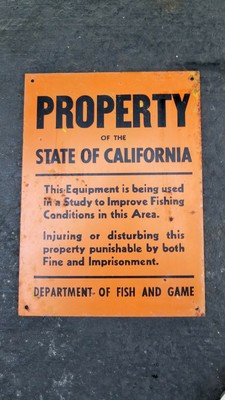 PROPERTY
OF THE
STATE OF CALIFORNIA
This Equipment is being used
in a Study to Improve Fishing
Conditions in this Area.
Injuring or disturbing this
property punishable by both
Fine and Imprisonment.
DEPARTMENT OF FISH AND GAME